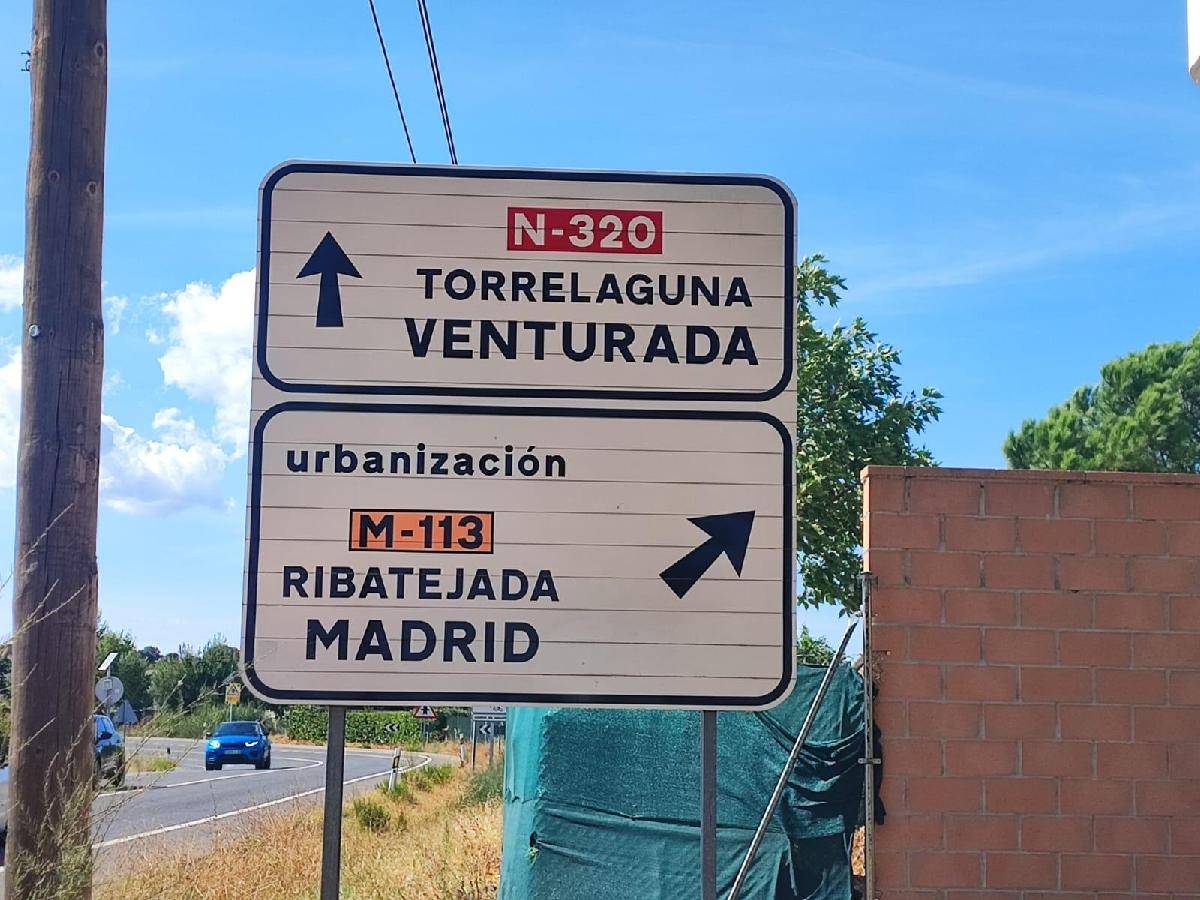 N-320
TORRELAGUNA
VENTURADA
urbanización
M-113
RIBATEJADA
MADRID